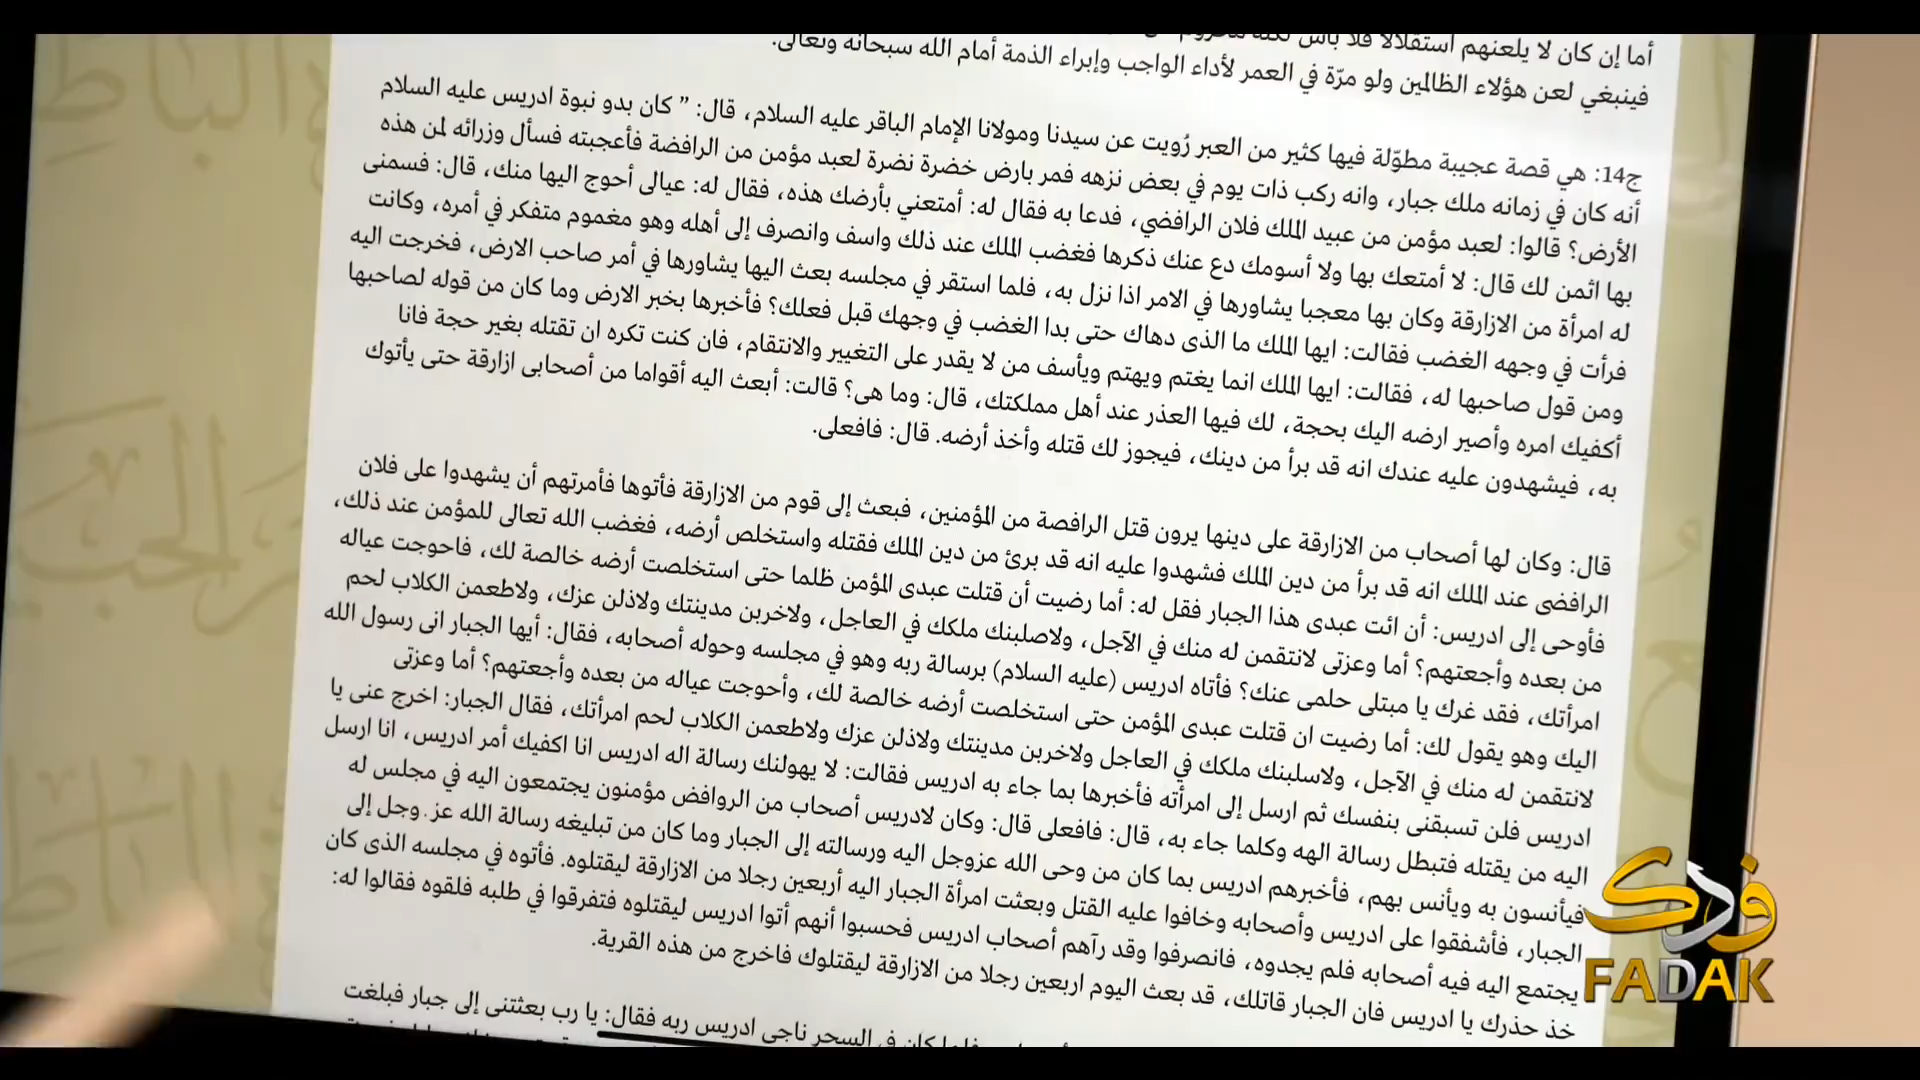 أما إن كان لا يلعنهم استقلالا فلا بأس لكنه
فينبغي لعن هؤلاء الظالمين ولو مرّة في العمر لأداء الواجب وإبراء الذمة أمام الله سبحانه وتعالى.
ج14: هي قصة عجيبة مطوّلة فيها كثير من العبر رُويت عن سيدنا ومولانا الإمام الباقر عليه السلام، قال: ” كان بدو نبوة ادريس عليه السلام
أنه كان في زمانه ملك جبار، وانه ركب ذات يوم في بعض نزهه فمر بارض خضرة نضرة لعبد مؤمن من الرافضة فأعجبته فسأل وزرائه لمن هذه
الأرض؟ قالوا: لعبد مؤمن من عبيد الملك فلان الرافضي، فدعا به فقال له: أمتعني بأرضك هذه، فقال له: عيالى أحوج اليها منك، قال: فسمنى
بها اثمن لك قال: لا أمتعك بها ولا أسومك دع عنك ذكرها فغضب الملك عند ذلك واسف وانصرف إلى أهله وهو مغموم متفكر في أمره، وكانت
له امرأة من الازارقة وكان بها معجبا يشاورها في الامر اذا نزل به، فلما استقر في مجلسه بعث اليها يشاورها في أمر صاحب الارض، فخرجت اليه
فرأت في وجهه الغضب فقالت: ايها الملك ما الذى دهاك حتى بدا الغضب في وجهك قبل فعلك؟ فأخبرها بخبر الارض وما كان من قوله لصاحبها
ومن قول صاحبها له، فقالت: ايها الملك انما يغتم ويهتم ويأسف من لا يقدر على التغيير والانتقام، فان كنت تكره ان تقتله بغير حجة فانا
أكفيك امره وأصير ارضه اليك بحجة، لك فيها العذر عند أهل مملكتك، قال: وما هى؟ قالت: أبعث اليه أقواما من أصحابى ازارقة حتى يأتوك
به، فيشهدون عليه عندك انه قد برأ من دينك، فيجوز لك قتله وأخذ أرضه. قال: فافعلى.
قال: وكان لها أصحاب من الازارقة على دينها يرون قتل الرافصة من المؤمنين، فبعث إلى قوم من الازارقة فأتوها فأمرتهم أن يشهدوا على فلان
الرافضى عند الملك انه قد برأ من دين الملك فشهدوا عليه انه قد برئ من دين الملك فقتله واستخلص أرضه، فغضب الله تعالى للمؤمن عند ذلك،
فأوحى إلى ادريس: أن ائت عبدى هذا الجبار فقل له: أما رضيت أن قتلت عبدى المؤمن ظلما حتى استخلصت أرضه خالصة لك، فاحوجت عياله
من بعده وأجعتهم؟ أما وعزتى لانتقمن له منك في الآجل، ولاصلبنك ملكك في العاجل، ولاخربن مدينتك ولاذلن عزك، ولاطعمن الكلاب لحم
امرأتك، فقد غرك يا مبتلى حلمى عنك؟ فأتاه ادريس (عليه السلام) برسالة ربه وهو في مجلسه وحوله أصحابه، فقال: أيها الجبار انى رسول الله
اليك وهو يقول لك: أما رضيت ان قتلت عبدى المؤمن حتى استخلصت أرضه خالصة لك، وأحوجت عياله من بعده وأجعتهم؟ أما وعزتى
لانتقمن له منك في الآجل، ولاسلبنك ملكك في العاجل ولاخربن مدينتك ولاذلن عزك ولاطعمن الكلاب لحم امرأتك، فقال الجبار: اخرج عنى يا
ادريس فلن تسبقنى بنفسك ثم ارسل إلى امرأته فأخبرها بما جاء به ادريس فقالت: لا يهولنك رسالة اله ادريس انا اكفيك أمر ادريس، انا ارسل
اليه من يقتله فتبطل رسالة الهه وكلما جاء به، قال: فافعلى قال: وكان لادريس أصحاب من الروافض مؤمنون يجتمعون اليه في مجلس له
فيأنسون به ويأنس بهم، فأخبرهم ادريس بما كان من وحى الله عزوجل اليه ورسالته إلى الجبار وما كان من تبليغه رسالة الله عز.وجل إلى
الجبار، فأشفقوا على ادريس وأصحابه وخافوا عليه القتل وبعثت امرأة الجبار اليه أربعين رجلا من الازارقة ليقتلوه. فأتوه في مجلسه الذى كان
يجتمع اليه فيه أصحابه فلم يجدوه، فانصرفوا وقد رآهم أصحاب ادريس فحسبوا أنهم أتوا ادريس ليقتلوه فتفرقوا في طلبه فلقوه فقالوا له:
خذ حذرك يا ادريس فان الجبار قاتلك، قد بعث اليوم اربعين رجلا من الازارقة ليقتلوك فاخرج من هذه القرية.
فلما كان في السحر ناجى ادريس ربه فقال: يا رب بعثتنى إلى جبار فبلغت
فدك
FADAK